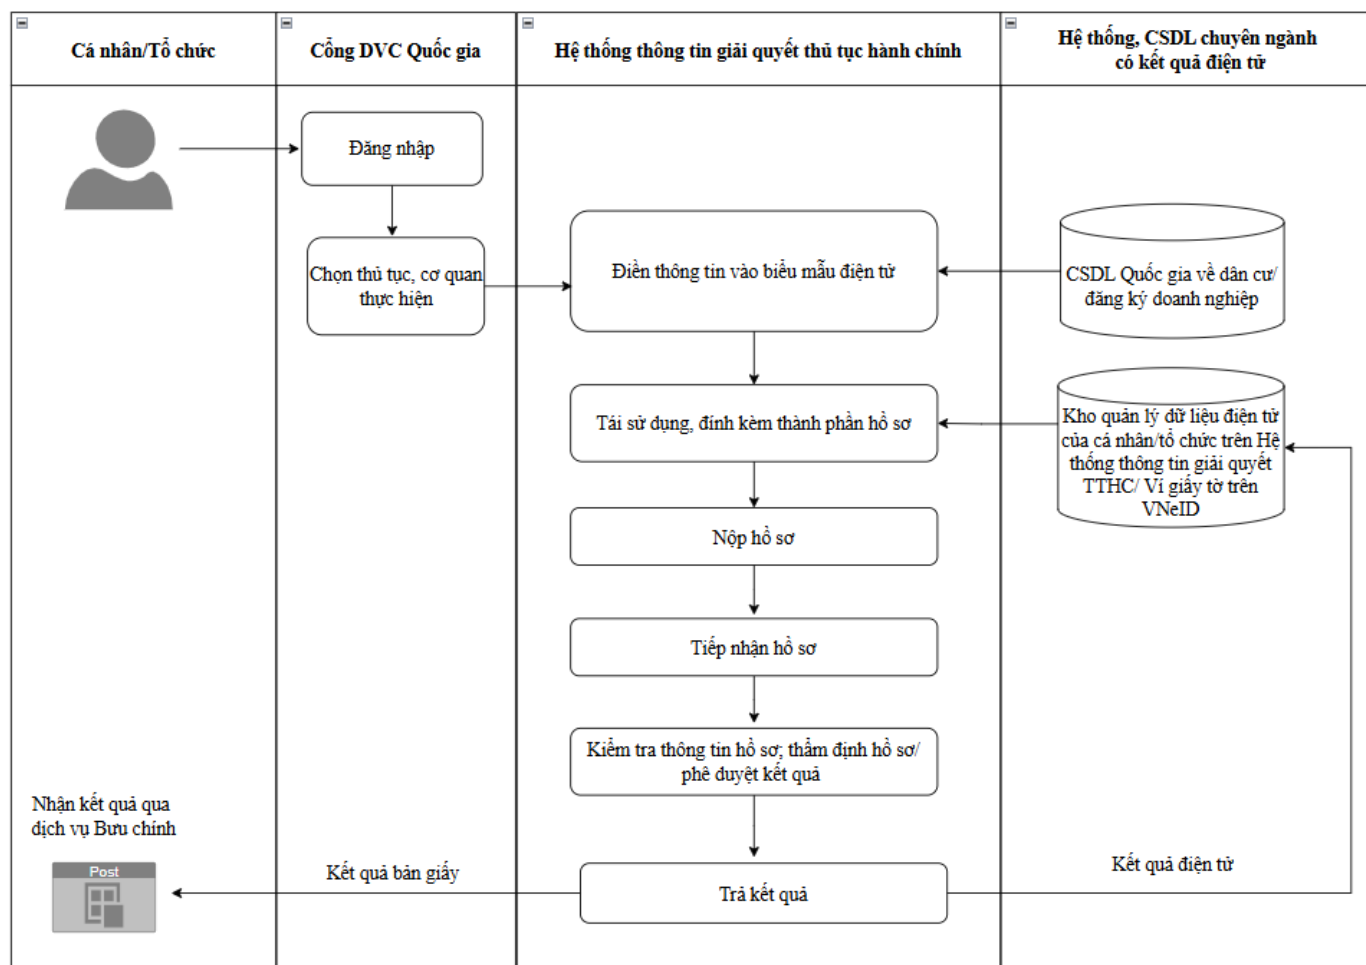 Cá nhân/Tổ chức
Cổng DVC Quốc gia
Hệ thống thông tin giải quyết thủ tục hành chính
Hệ thống, CSDL chuyên ngành
có kết quả điện tử
Đăng nhập
Chọn thủ tục, cơ quan
thực hiện
Điền thông tin vào biểu mẫu điện tử
CSDL Quốc gia về dân cư/
đăng ký doanh nghiệp
Tái sử dụng, đính kèm thành phần hồ sơ
Kho quản lý dữ liệu điện tử
của cá nhân/tổ chức trên Hệ
thống thông tin giải quyết
TTHC/ Ví giấy tờ trên
VNeID
Nộp hồ sơ
Tiếp nhận hồ sơ
Kiểm tra thông tin hồ sơ; thẩm định hồ sơ/
phê duyệt kết quả
Nhận kết quả qua
dịch vụ Bưu chính
Post
Kết quả bản giấy
Trả kết quả
Kết quả điện tử